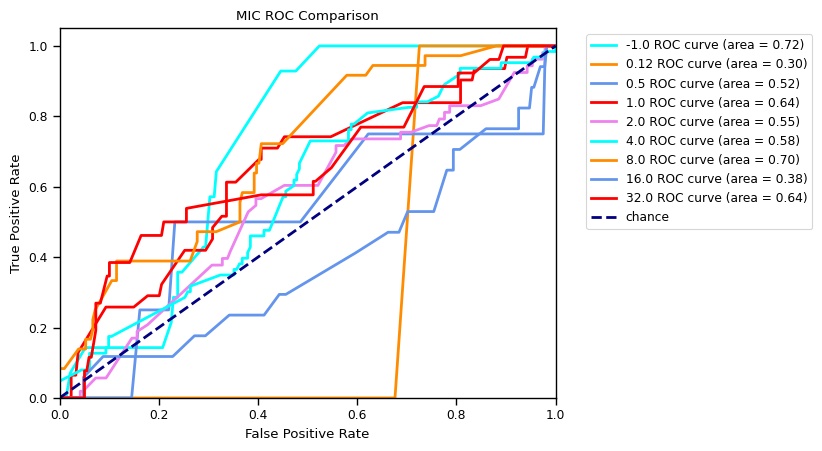 MIC ROC Comparison
1.0
0.8
0.6
0.4
0.2
0.0
True Positive Rate
0.0 0.2 0.4 0.6 0.8 1.0
False Positive Rate
-1.0 ROC curve (area = 0.72)
0.12 ROC curve (area = 0.30)
0.5 ROC curve (area = 0.52)
1.0 ROC curve (area = 0.64)
2.0 ROC curve (area = 0.55)
4.0 ROC curve (area = 0.58)
8.0 ROC curve (area = 0.70)
16.0 ROC curve (area = 0.38)
32.0 ROC curve (area = 0.64)
chance